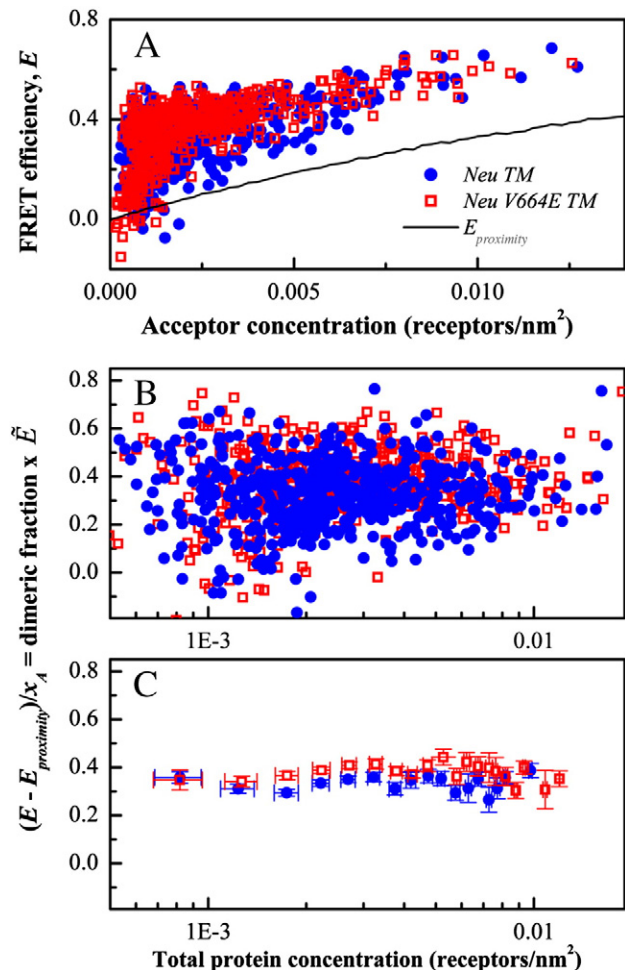 A
0.8
0.4
0.0
FRET efficiency, E
Neu TM
Neu V664E TM
E proximity
0.000 0.005 0.010
Acceptor concentration (receptors/nm²)
B
0.8
0.6
0.4
0.2
0.0
1E-3 0.01
(E - E proximity)/x_A = dimeric fraction x Ẽ
C
0.8
0.6
0.4
0.2
0.0
1E-3 0.01
Total protein concentration (receptors/nm²)